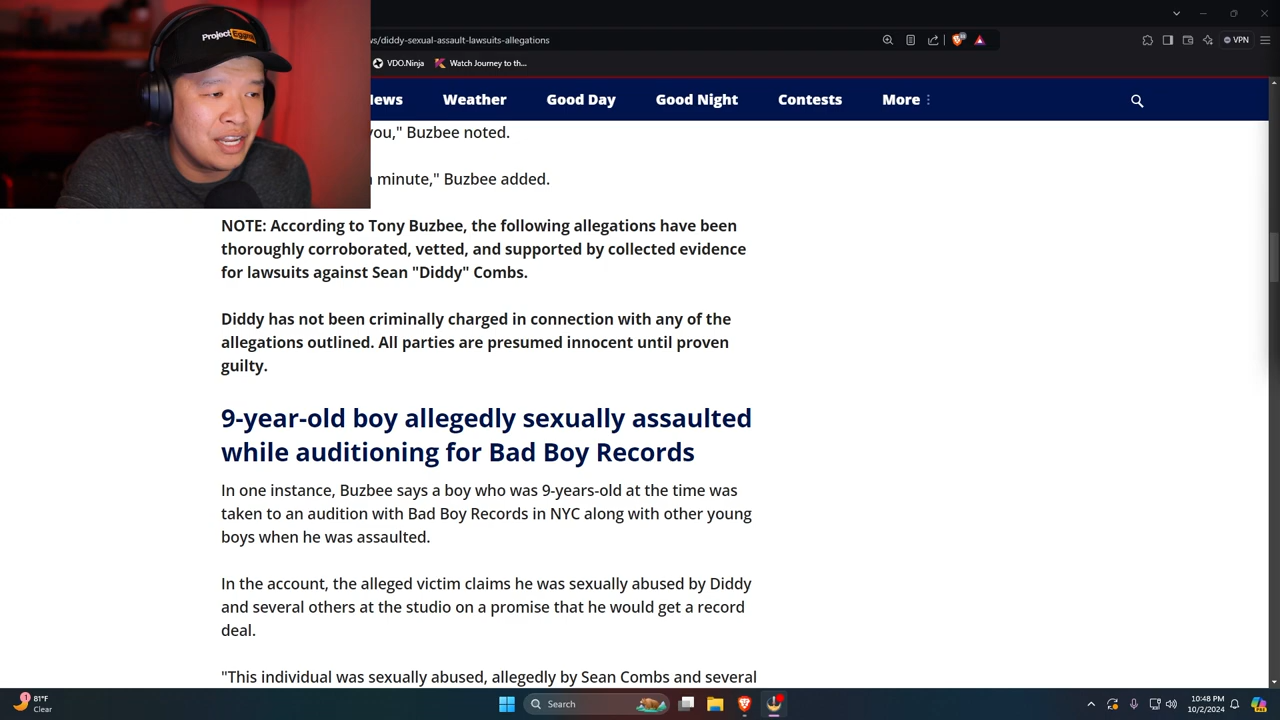 Project Eggro
ws/diddy-sexual-assault-lawsuits-allegations
VPN
VDO.Ninja
Watch Journey to th...
News Weather Good Day Good Night Contests More
you," Buzbee noted.
minute," Buzbee added.
NOTE: According to Tony Buzbee, the following allegations have been
thoroughly corroborated, vetted, and supported by collected evidence
for lawsuits against Sean "Diddy" Combs.
Diddy has not been criminally charged in connection with any of the
allegations outlined. All parties are presumed innocent until proven
guilty.
9-year-old boy allegedly sexually assaulted
while auditioning for Bad Boy Records
In one instance, Buzbee says a boy who was 9-years-old at the time was
taken to an audition with Bad Boy Records in NYC along with other young
boys when he was assaulted.
In the account, the alleged victim claims he was sexually abused by Diddy
and several others at the studio on a promise that he would get a record
deal.
"This individual was sexually abused, allegedly by Sean Combs and several
1
81°F
Clear
Search
10:48 PM
10/2/2024